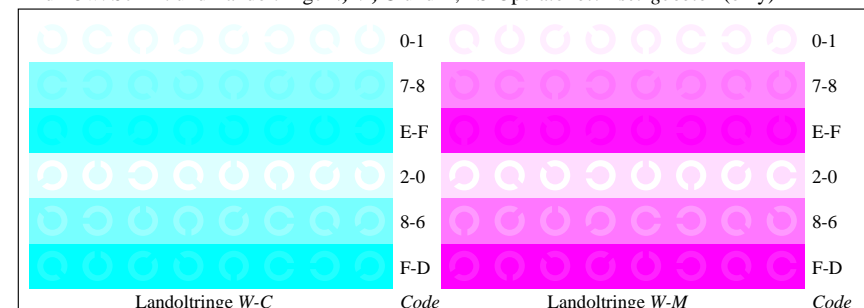 0-1 0-1
7-8 7-8
E-F E-F
2-0 2-0
8-6 8-6
F-D F-D
Landoltringe W-C Code Landoltringe W-M Code